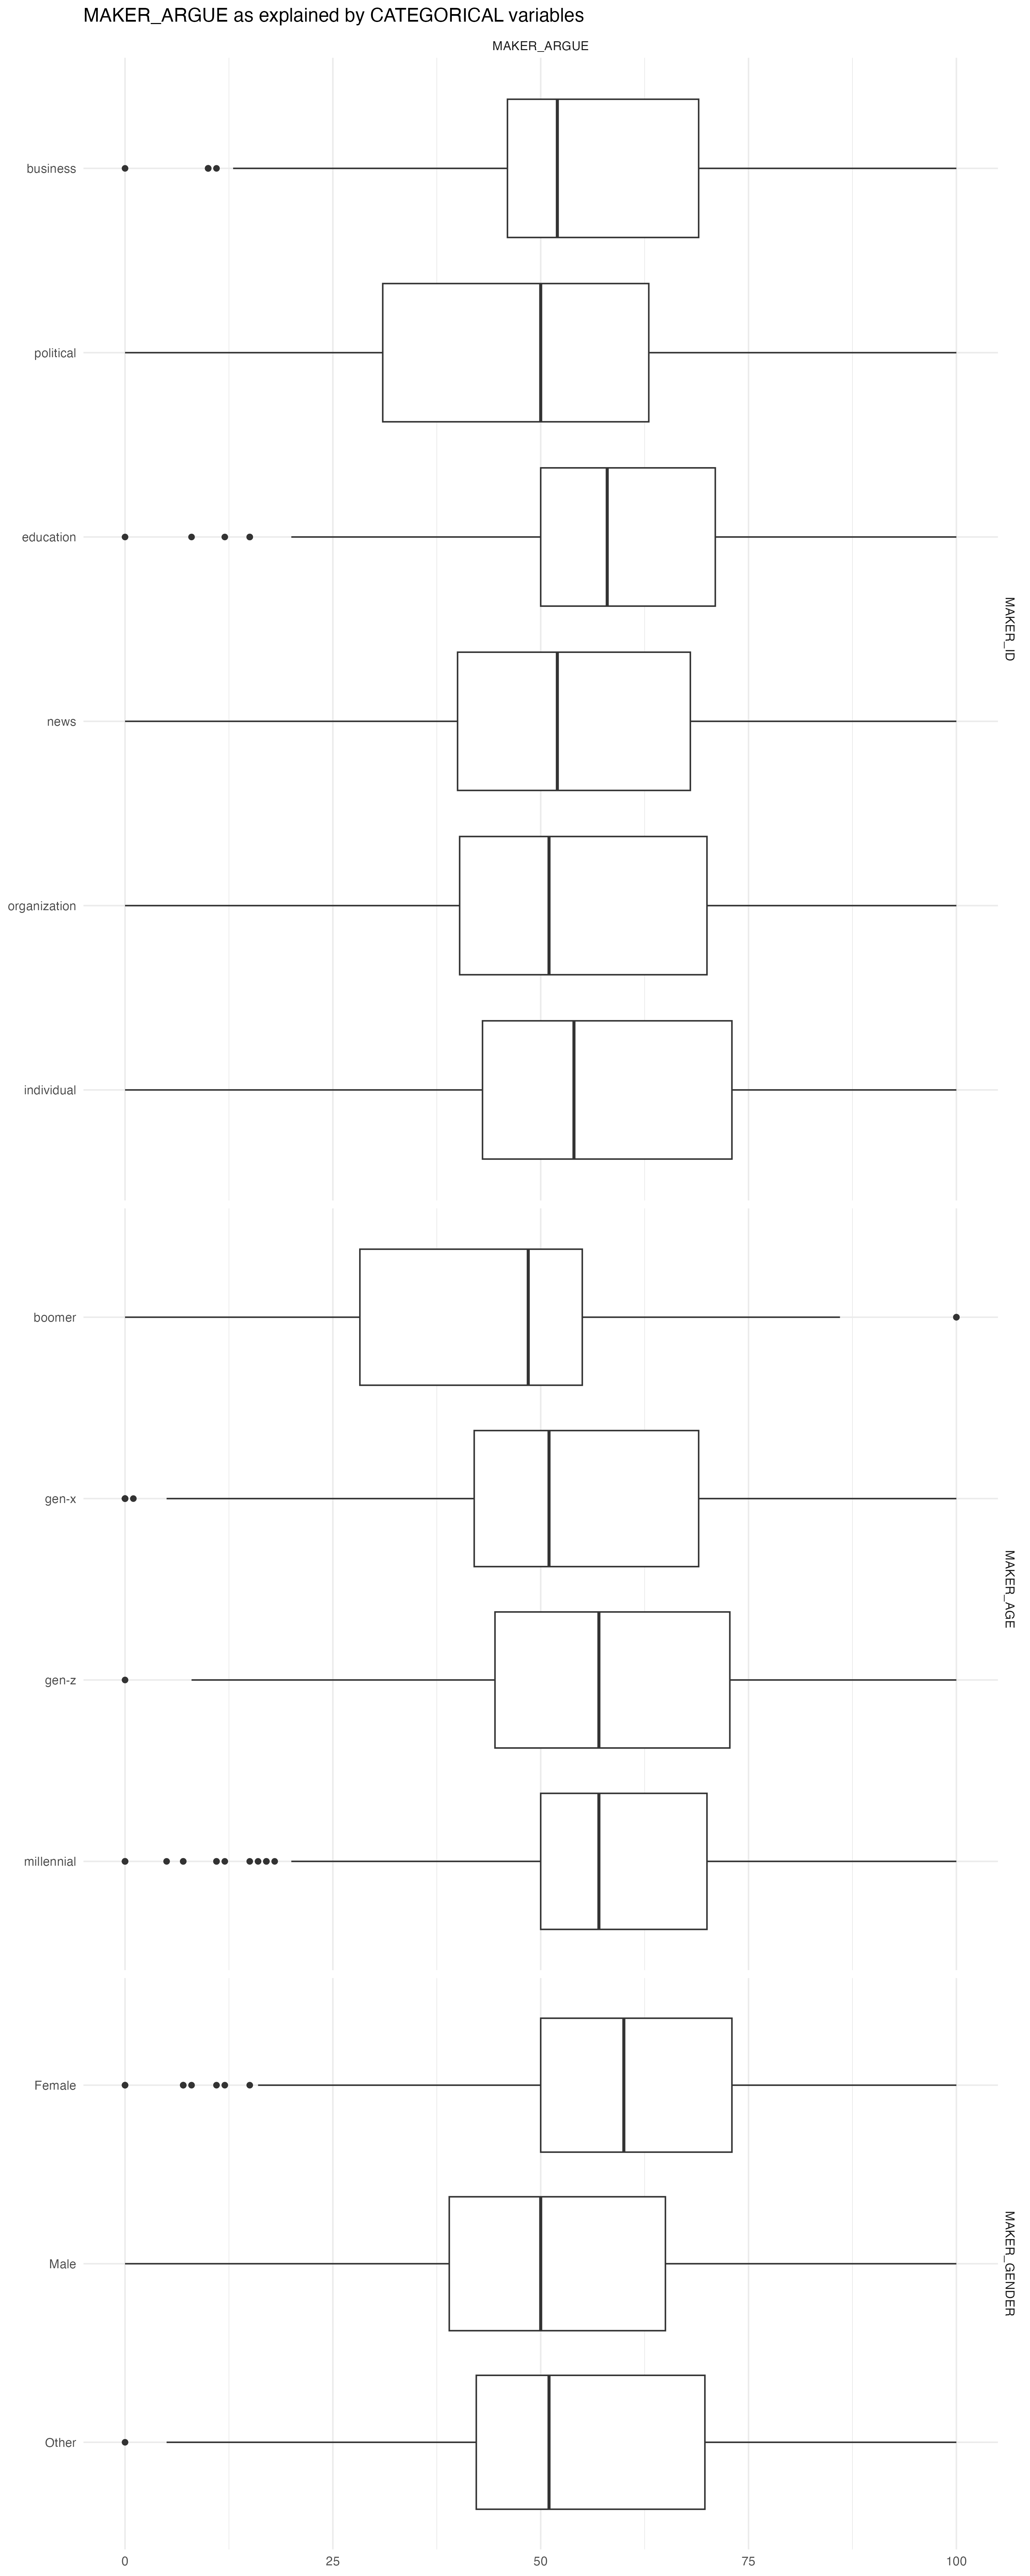 MAKER_ARGUE as explained by CATEGORICAL variables
MAKER_ARGUE
business
political
education
news
organization
individual
MAKER_ID
boomer
gen-x
gen-z
millennial
MAKER_AGE
Female
Male
Other
MAKER_GENDER
0 25 50 75 100